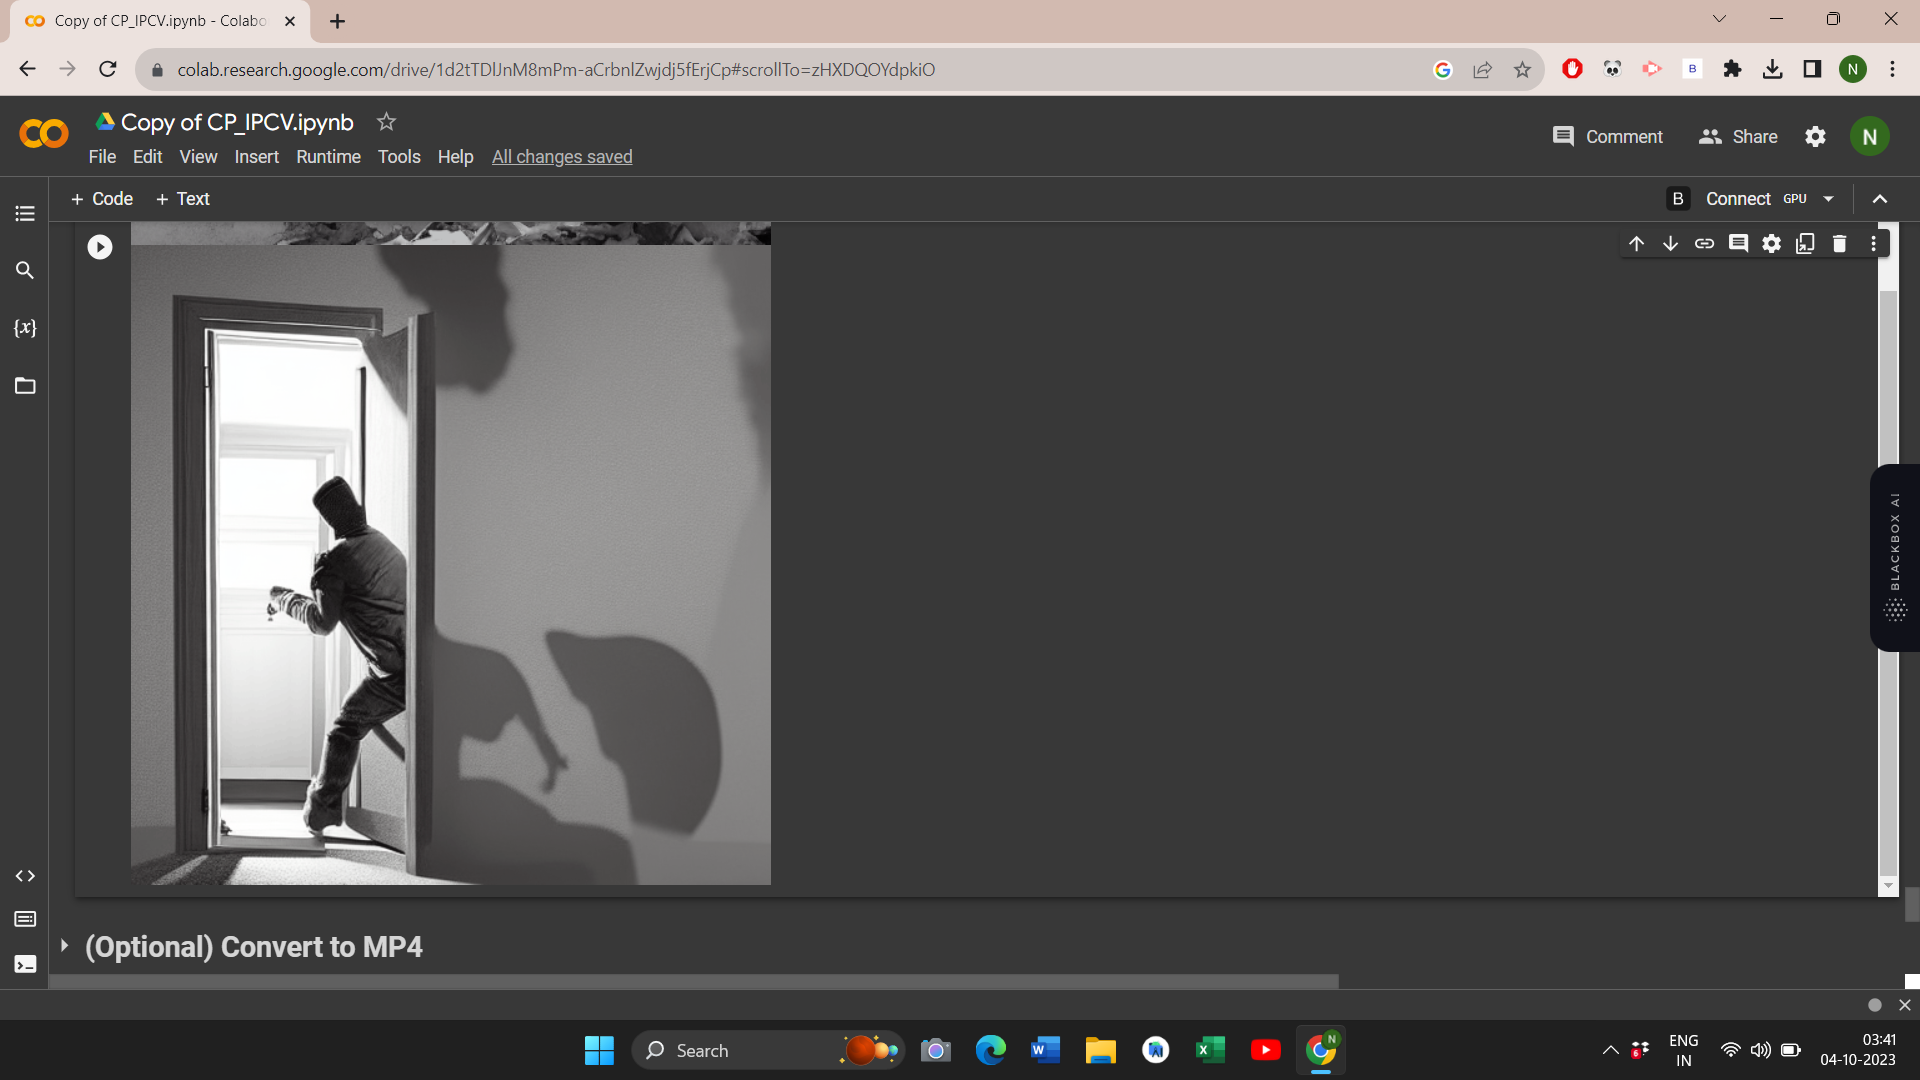 Copy of CP_IPCV.ipynb - Colabo
colab.research.google.com/drive/1d2tTDlJnM8mPm-aCrbnlZwjdj5fErjCp#scrollTo=zHXDQOYdpkiO
B
N
Copy of CP_IPCV.ipynb
Comment
Share
N
File Edit View Insert Runtime Tools Help All changes saved
+ Code + Text
B Connect GPU
{x}
BLACKBOX AI
(Optional) Convert to MP4
Search
W
X
N
6
ENG
IN
03:41
04-10-2023